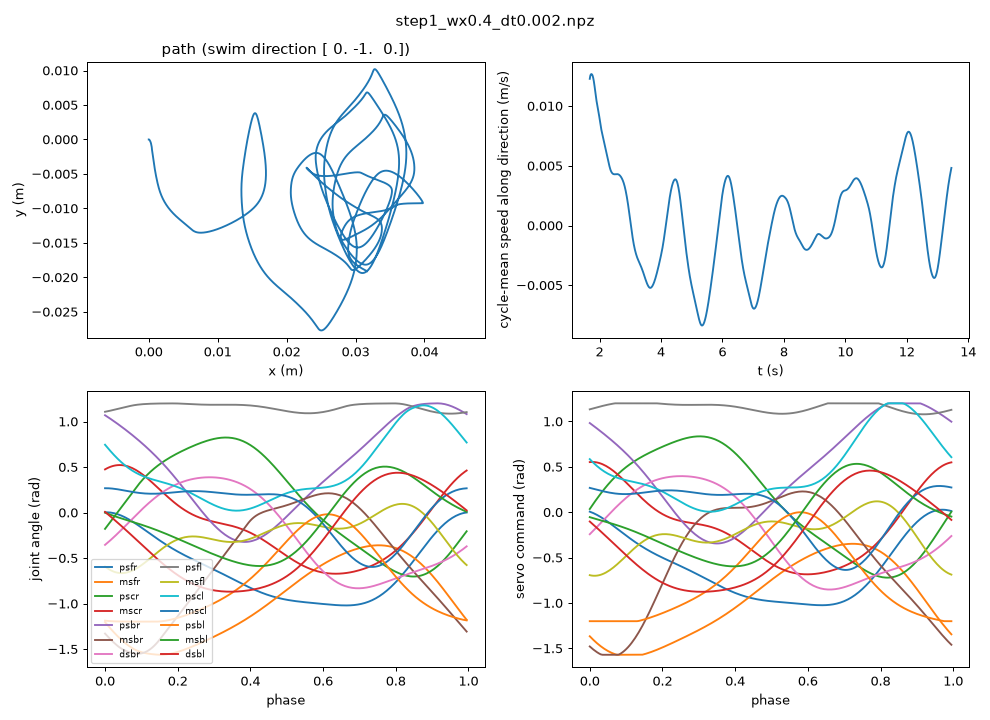 step1_wx0.4_dt0.002.npz
path (swim direction [ 0. -1.  0.])
0.010
0.005
0.000
−0.005
−0.010
−0.015
−0.020
−0.025
y (m)
0.00
0.01
0.02
0.03
0.04
x (m)
cycle-mean speed along direction (m/s)
0.010
0.005
0.000
−0.005
2
4
6
8
10
12
14
t (s)
joint angle (rad)
1.0
0.5
0.0
−0.5
−1.0
−1.5
psfr
msfr
pscr
mscr
psbr
msbr
dsbr
psfl
msfl
pscl
mscl
psbl
msbl
dsbl
0.0
0.2
0.4
0.6
0.8
1.0
phase
servo command (rad)
1.0
0.5
0.0
−0.5
−1.0
−1.5
0.0
0.2
0.4
0.6
0.8
1.0
phase